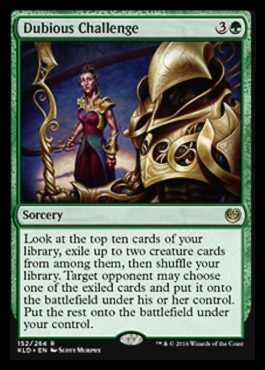 Dubious Challenge 3
Sorcery
Look at the top ten cards of your
library, exile up to two creature cards
from among them, then shuffle your
library. Target opponent may choose
one of the exiled cards and put it onto
the battlefield under his or her control.
Put the rest onto the battlefield under
your control.
152/264 R
KLD • EN Scott Murphy
™ & © 2016 Wizards of the Coast